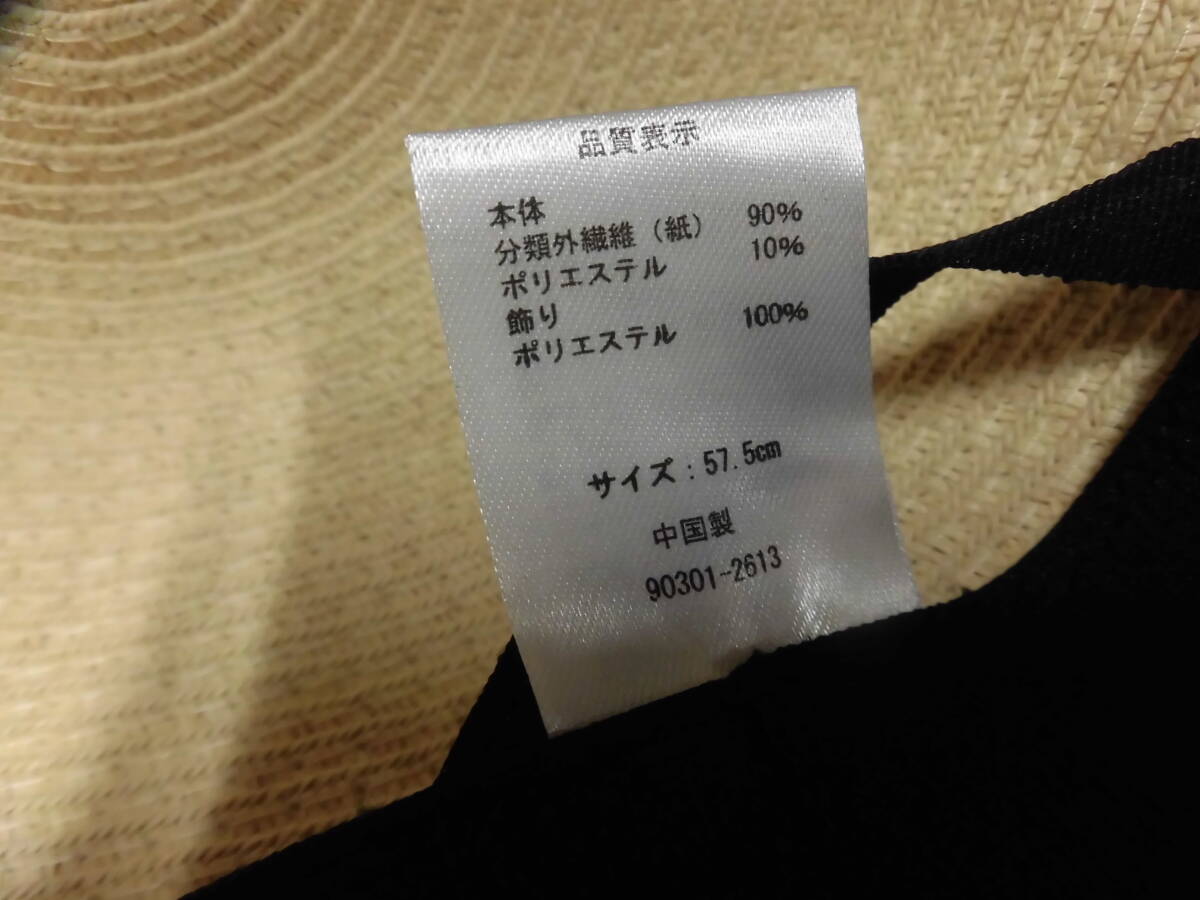 品質表示
本体
分類外繊維（紙） 90%
ポリエステル 10%
飾り
ポリエステル 100%
サイズ：57.5cm
中国製
90301-2613